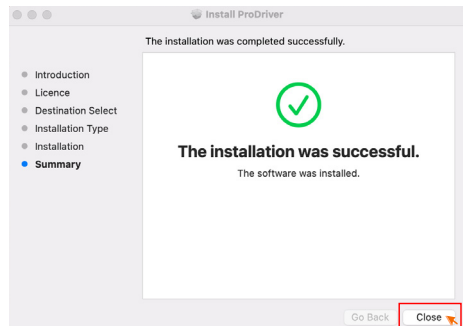 Install ProDriver
The installation was completed successfully.
Introduction
Licence
Destination Select
Installation Type
Installation
Summary
The installation was successful.
The software was installed.
Go Back
Close